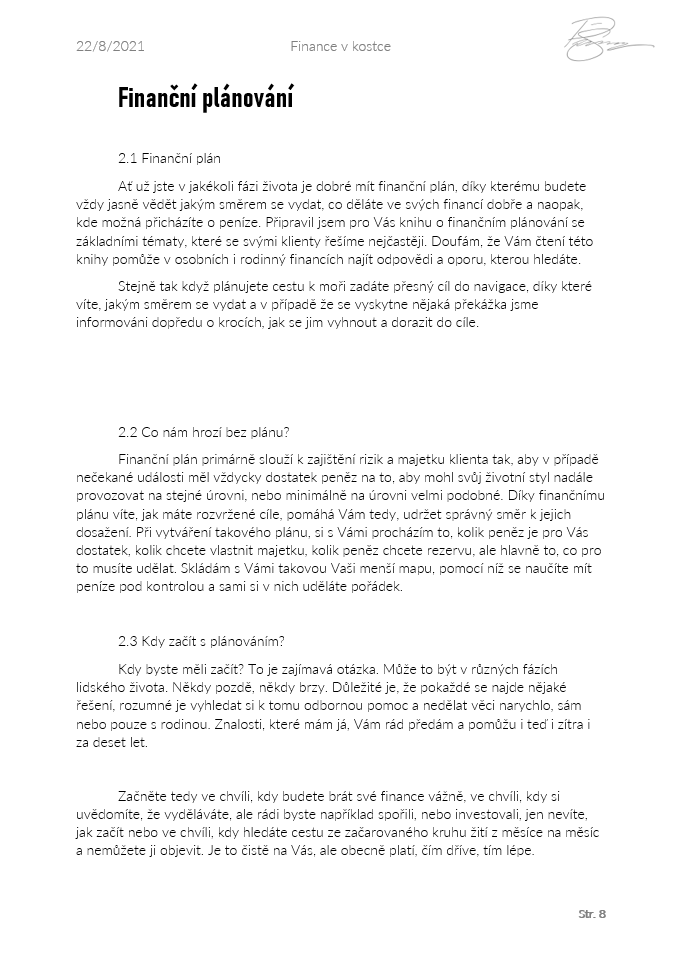 22/8/2021
Finance v kostce
Finanční plánování
2.1 Finanční plán
Ať už jste v jakékoli fázi života je dobré mít finanční plán, díky kterému budete
vždy jasně vědět jakým směrem se vydat, co děláte ve svých financí dobře a naopak,
kde možná přicházíte o peníze. Připravil jsem pro Vás knihu o finančním plánování se
základními tématy, které se svými klienty řešíme nejčastěji. Doufám, že Vám čtení této
knihy pomůže v osobních i rodinný financích najít odpovědi a oporu, kterou hledáte.
Stejně tak když plánujete cestu k moři zadáte přesný cíl do navigace, díky které
víte, jakým směrem se vydat a v případě že se vyskytne nějaká překážka jsme
informováni dopředu o krocích, jak se jim vyhnout a dorazit do cíle.
2.2 Co nám hrozí bez plánu?
Finanční plán primárně slouží k zajištění rizik a majetku klienta tak, aby v případě
nečekané události měl vždycky dostatek peněz na to, aby mohl svůj životní styl nadále
provozovat na stejné úrovni, nebo minimálně na úrovni velmi podobné. Díky finančnímu
plánu víte, jak máte rozvržené cíle, pomáhá Vám tedy, udržet správný směr k jejich
dosažení. Při vytváření takového plánu, si s Vámi procházím to, kolik peněz je pro Vás
dostatek, kolik chcete vlastnit majetku, kolik peněz chcete rezervu, ale hlavně to, co pro
to musíte udělat. Skládám s Vámi takovou Vaši menší mapu, pomocí níž se naučíte mít
peníze pod kontrolou a sami si v nich uděláte pořádek.
2.3 Kdy začít s plánováním?
Kdy byste měli začít? To je zajímavá otázka. Může to být v různých fázích
lidského života. Někdy pozdě, někdy brzy. Důležité je, že pokaždé se najde nějaké
řešení, rozumné je vyhledat si k tomu odbornou pomoc a nedělat věci narychlo, sám
nebo pouze s rodinou. Znalosti, které mám já, Vám rád předám a pomůžu i teď i zítra i
za deset let.
Začněte tedy ve chvíli, kdy budete brát své finance vážně, ve chvíli, kdy si
uvědomíte, že vyděláváte, ale rádi byste například spořili, nebo investovali, jen nevíte,
jak začít nebo ve chvíli, kdy hledáte cestu ze začarovaného kruhu žití z měsíce na měsíc
a nemůžete ji objevit. Je to čistě na Vás, ale obecně platí, čím dříve, tím lépe.
Str. 8